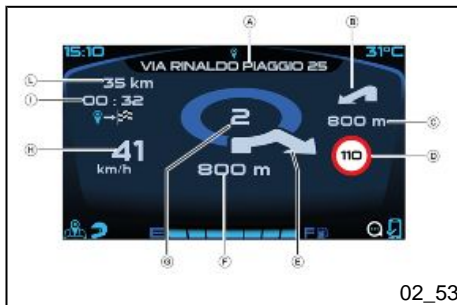 A
B
15:10
31°C
VIA RINALDO PIAGGIO 25
L
35 km
I
00 : 32
2
800 m
C
H
41
km/h
110
D
800 m
E
F
G
F
E
02_53